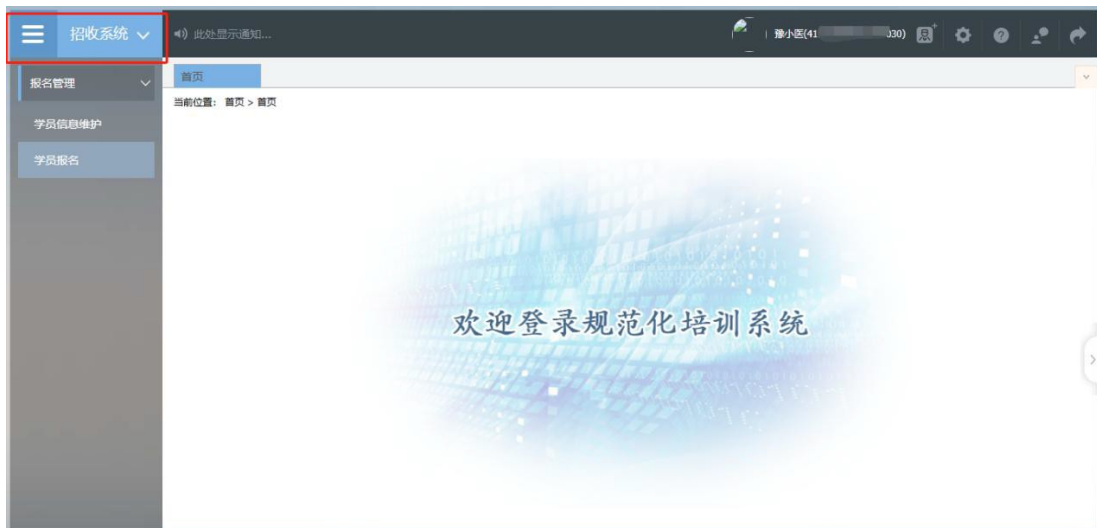 招收系统
此处显示通知...
豫小医(41 030)
报名管理
首页
当前位置: 首页 > 首页
学员信息维护
学员报名
欢迎登录规范化培训系统